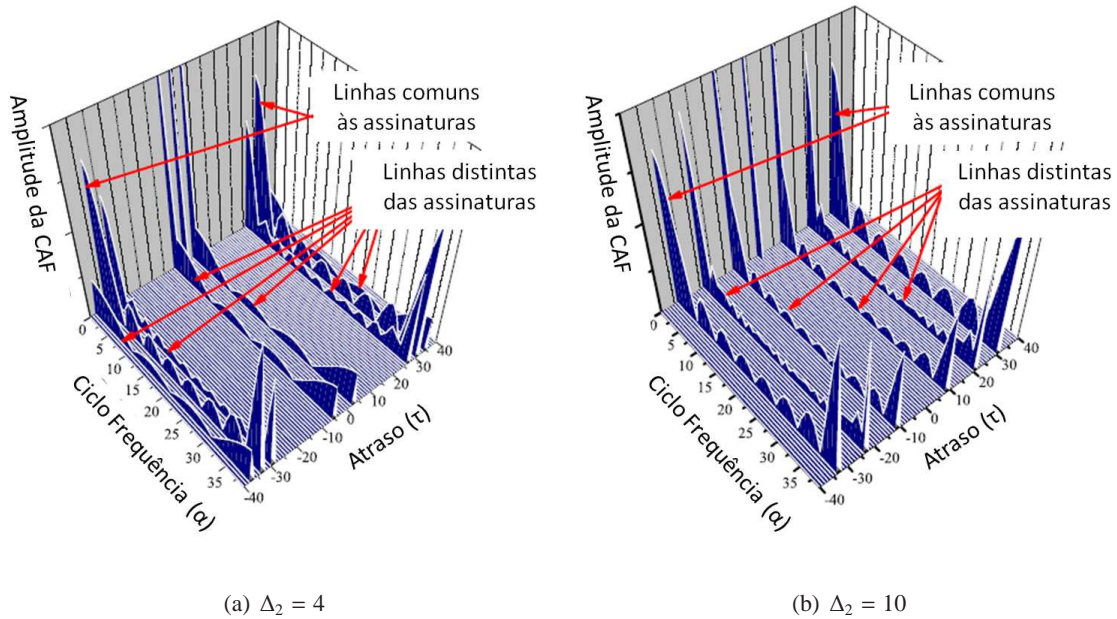 Amplitude da CAF
Linhas comuns
às assinaturas
Linhas distintas
das assinaturas
0
5
10
15
20
25
30
35
Ciclo Frequência (α)
-40
-30
-20
-10
0
10
20
30
40
Atraso (τ)
(a) Δ₂ = 4
Amplitude da CAF
Linhas comuns
às assinaturas
Linhas distintas
das assinaturas
0
5
10
15
20
25
30
35
Ciclo Frequência (α)
-40
-30
-20
-10
0
10
20
30
40
Atraso (τ)
(b) Δ₂ = 10